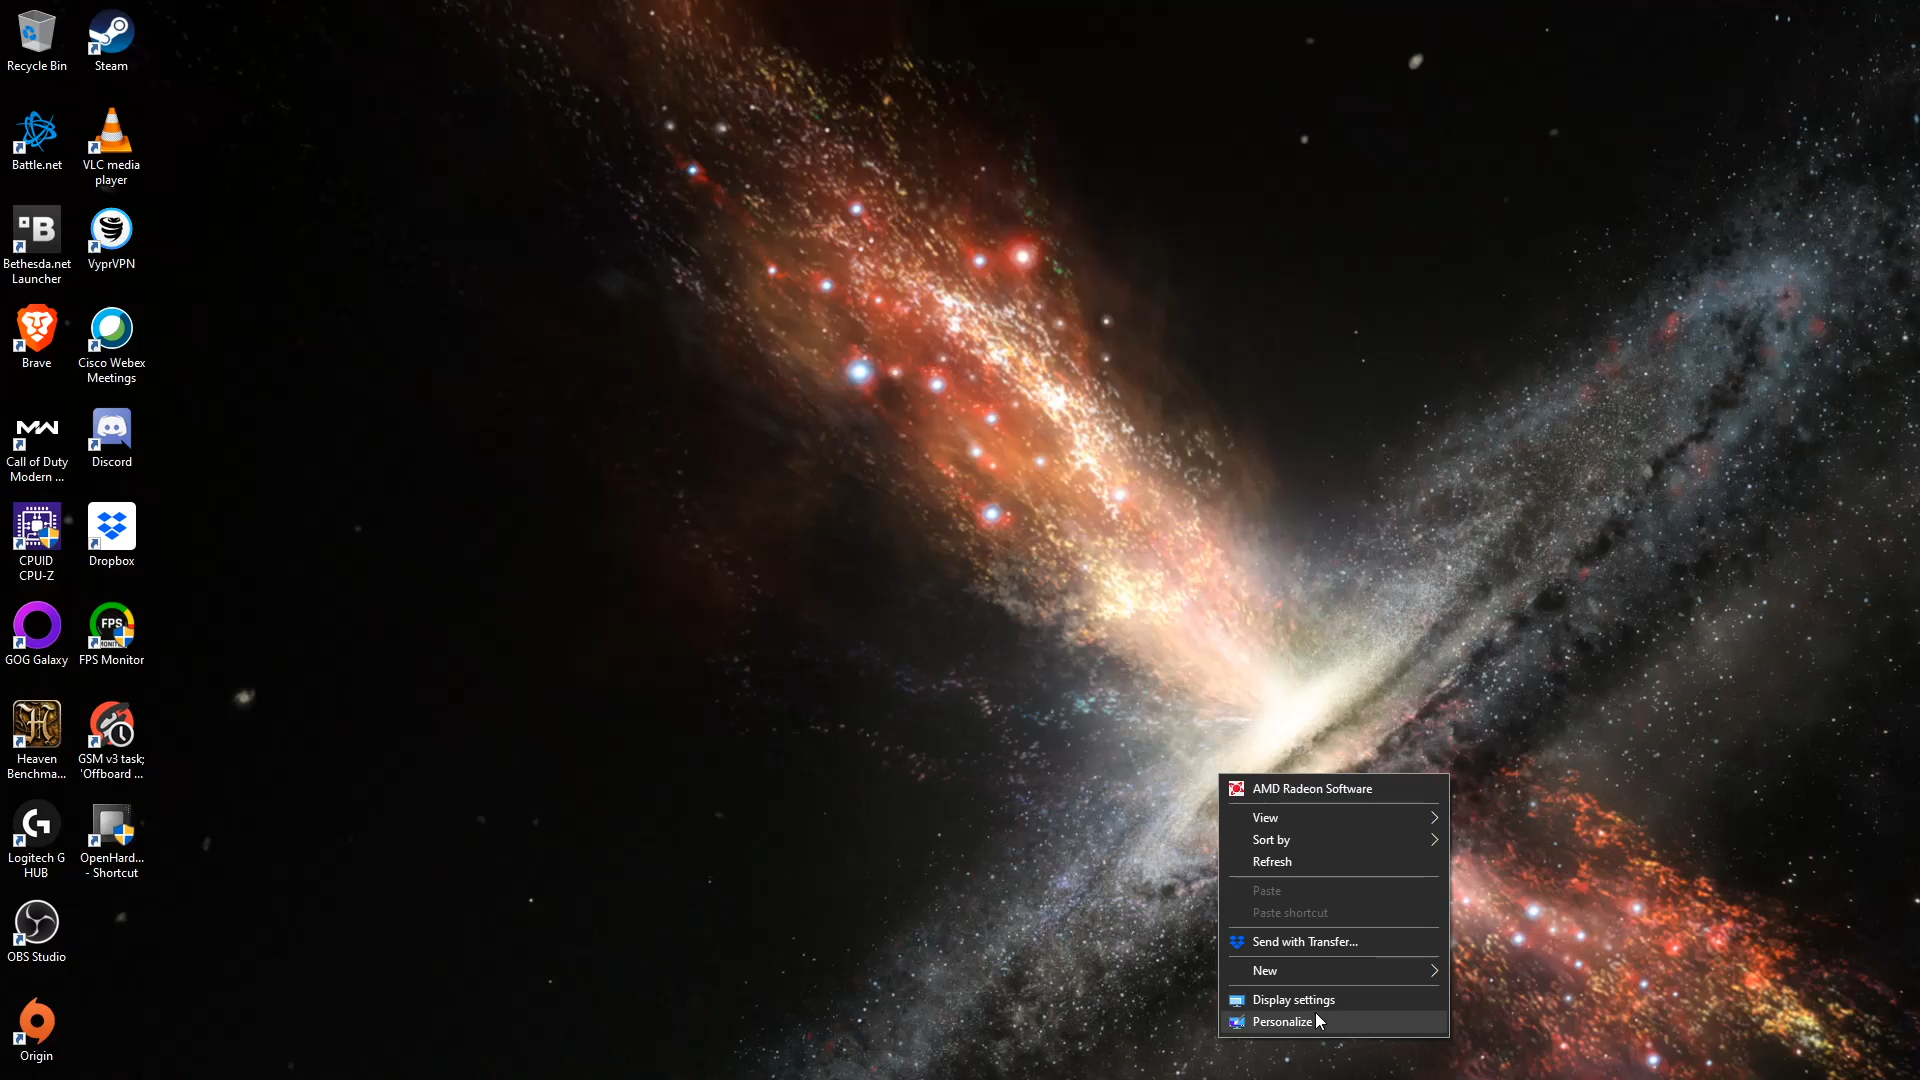 Recycle Bin
Steam
Battle.net
VLC media
player
B
Bethesda.net
Launcher
VyprVPN
Brave
Cisco Webex
Meetings
MW
Call of Duty
Modern ...
Discord
CPUID
CPU-Z
Dropbox
GOG Galaxy
FPS
MONITOR
FPS Monitor
H
Heaven
Benchma...
GSM v3 task;
'Offboard ...
G
Logitech G
HUB
OpenHard...
- Shortcut
OBS Studio
Origin
AMD Radeon Software
View
Sort by
Refresh
Paste
Paste shortcut
Send with Transfer...
New
Display settings
Personalize